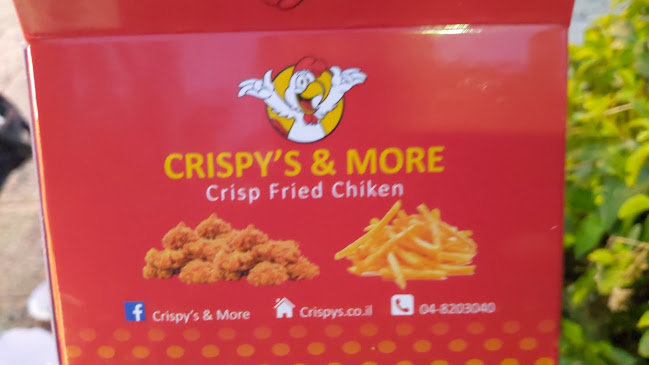 CRISPY'S & MORE
Crisp Fried Chiken
Crispy's & More Crispys.co.il 04-8203040